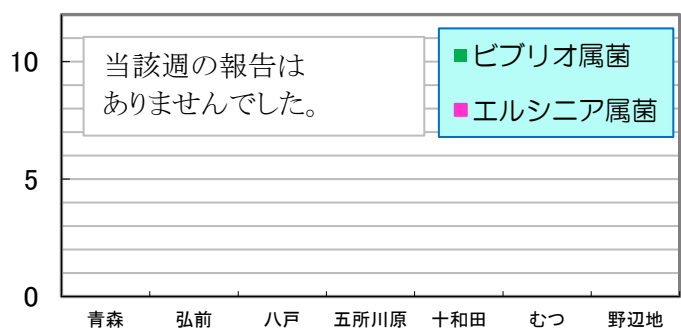 10
5
0
当該週の報告は
ありませんでした。
ビブリオ属菌
エルシニア属菌
青森 弘前 八戸 五所川原 十和田 むつ 野辺地